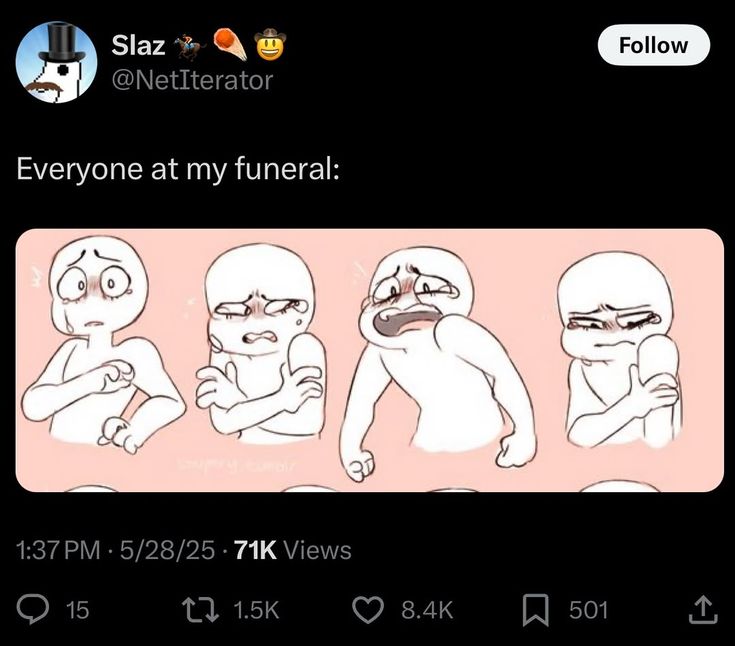 Slaz 🏇🏏🤠
Follow
@NetIterator
Everyone at my funeral:
1:37 PM · 5/28/25 · 71K Views
15 1.5K 8.4K 501